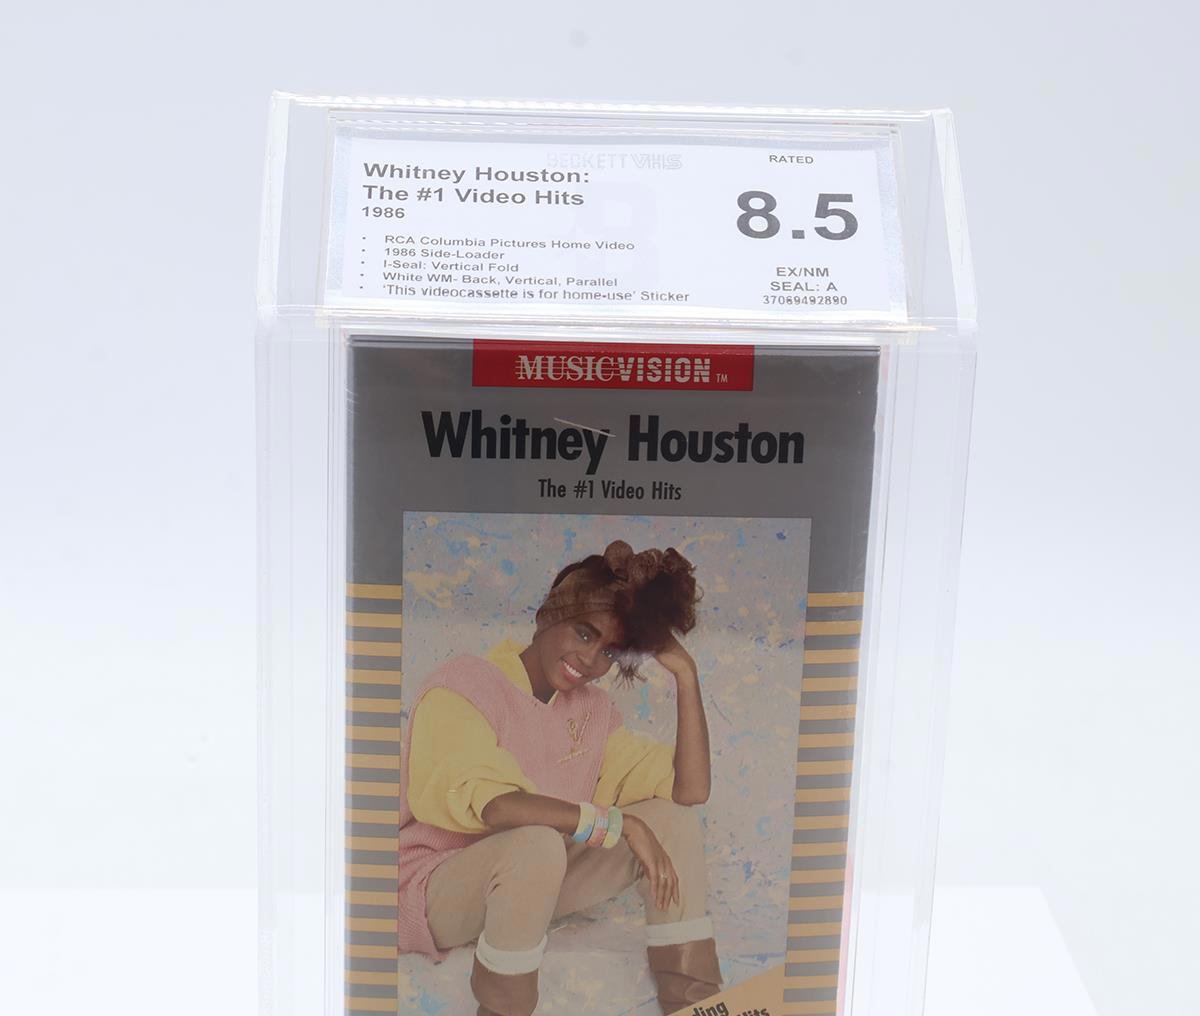 BECKETT VHS
RATED
Whitney Houston:
The #1 Video Hits
1986
8.5
• RCA Columbia Pictures Home Video
• 1986 Side-Loader
• I-Seal: Vertical Fold
• White WM- Back, Vertical, Parallel
• 'This videocassette is for home-use' Sticker
EX/NM
SEAL: A
37069492890
MUSICVISION TM
Whitney Houston
The #1 Video Hits